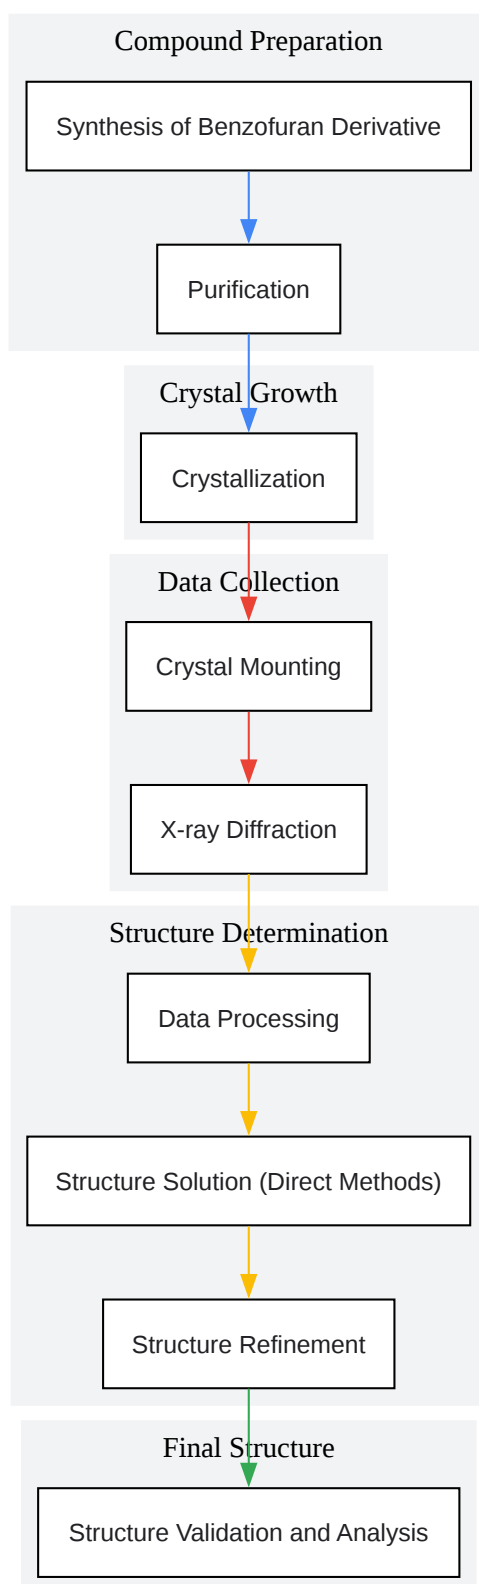 Compound Preparation
Synthesis of Benzofuran Derivative
Purification
Crystal Growth
Crystallization
Data Collection
Crystal Mounting
X-ray Diffraction
Structure Determination
Data Processing
Structure Solution (Direct Methods)
Structure Refinement
Final Structure
Structure Validation and Analysis